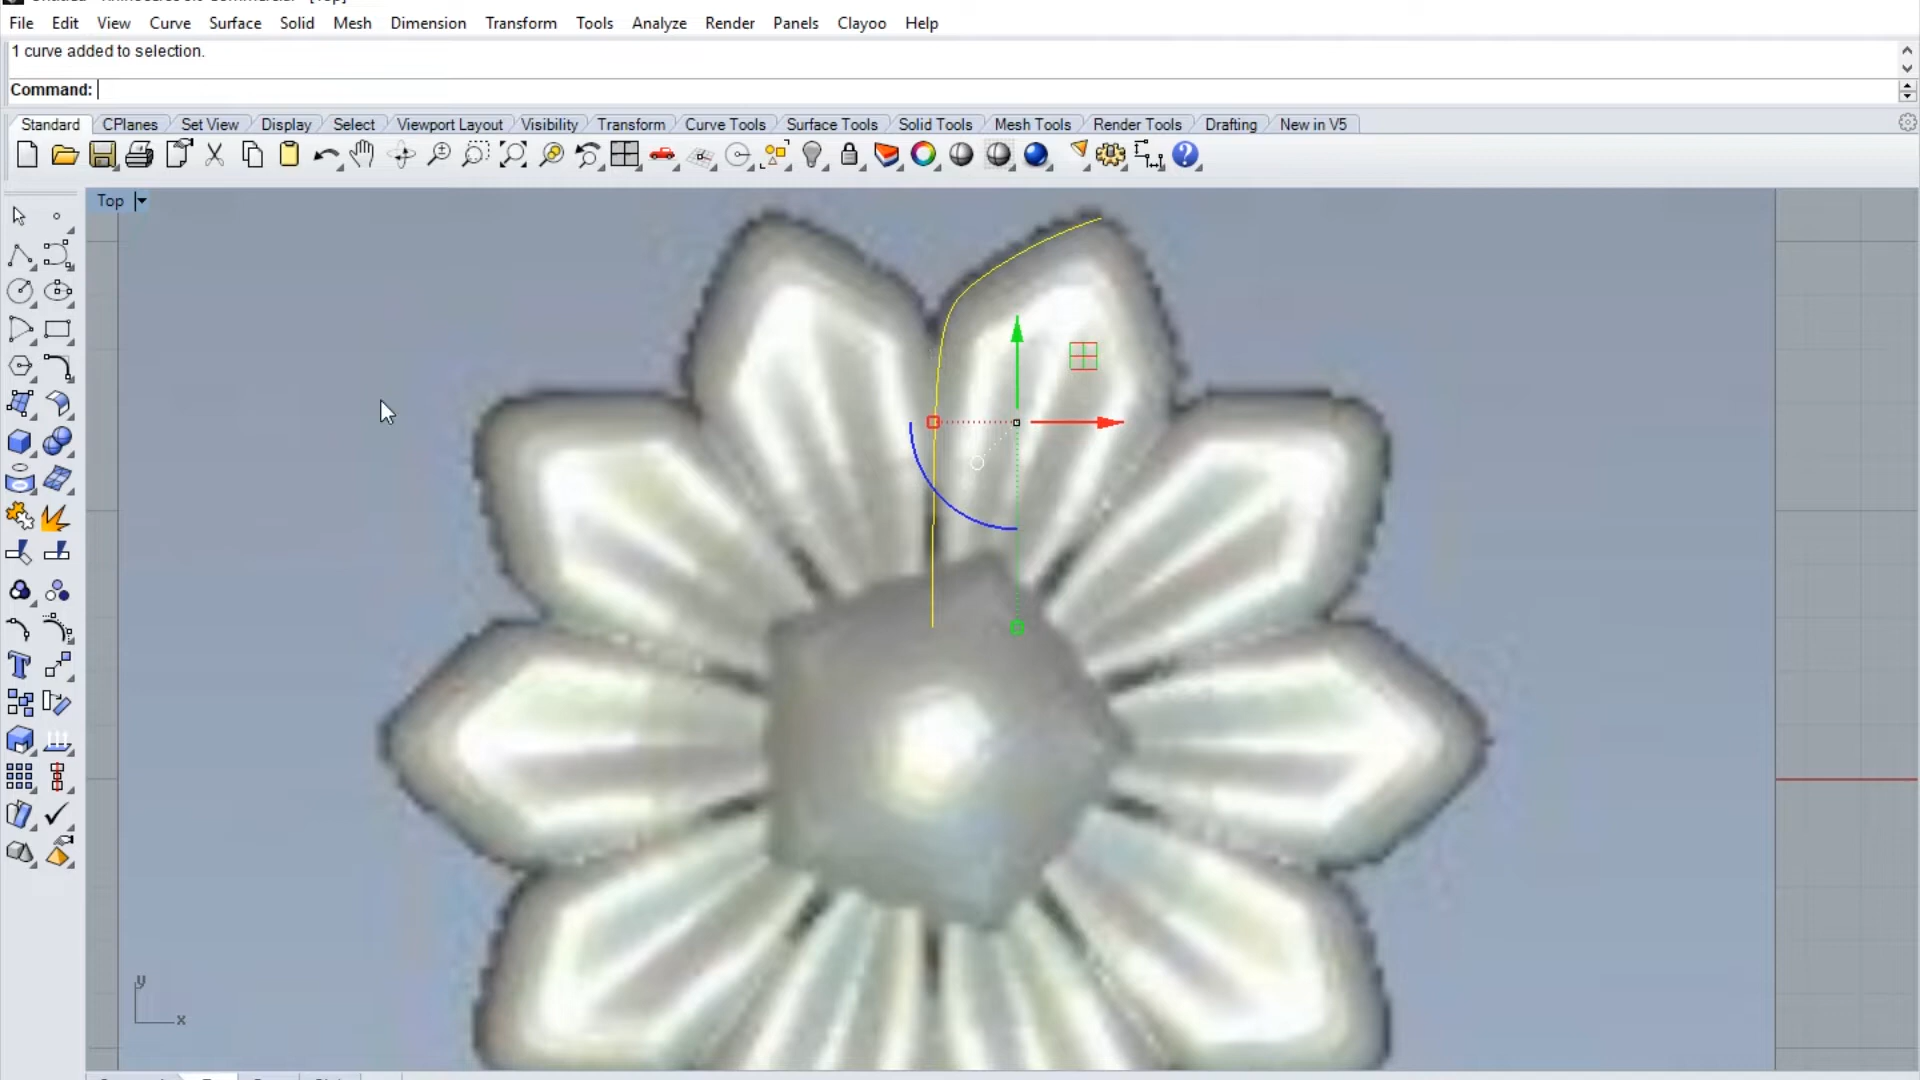 File Edit View Curve Surface Solid Mesh Dimension Transform Tools Analyze Render Panels Clayoo Help
1 curve added to selection.
Command:
Standard CPlanes Set View Display Select Viewport Layout Visibility Transform Curve Tools Surface Tools Solid Tools Mesh Tools Render Tools Drafting New in V5
Top
y
x